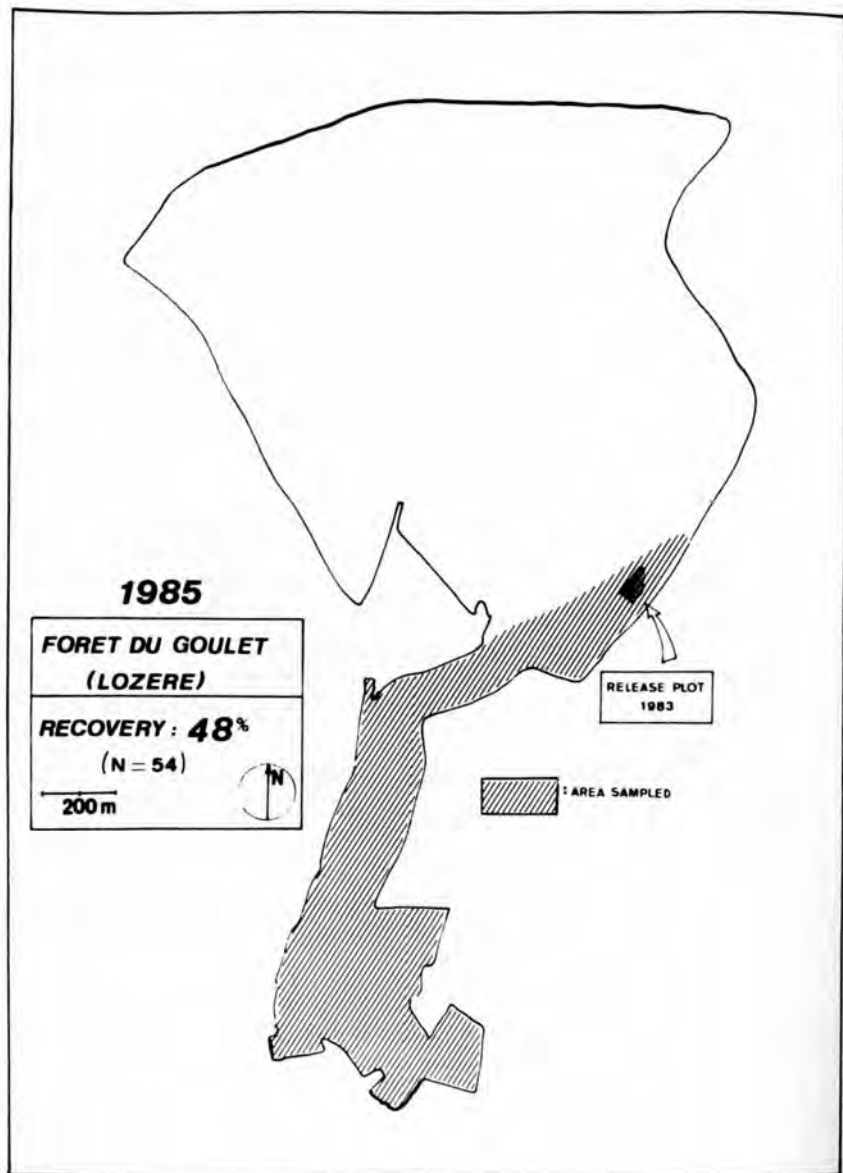 1985
FORET DU GOULET
(LOZERE)
RECOVERY : 48%
(N = 54)
200 m
N
RELEASE PLOT
1983
: AREA SAMPLED